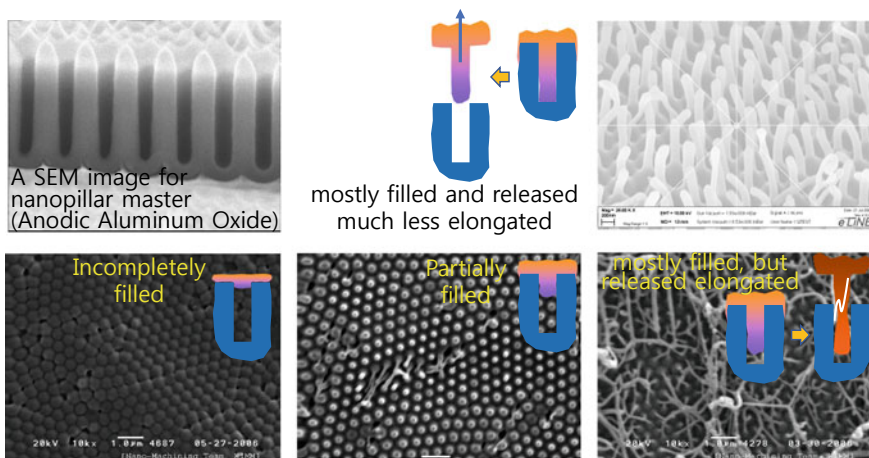 A SEM image for
nanopillar master
(Anodic Aluminum Oxide)
mostly filled and released
much less elongated
eLiNE
Incompletely
filled
20kV 10kx 1.0μm 4687 05-27-2006
Partially
filled
mostly filled, but
released elongated
20kV 10kx 1.0μm 4278 03-30-2006